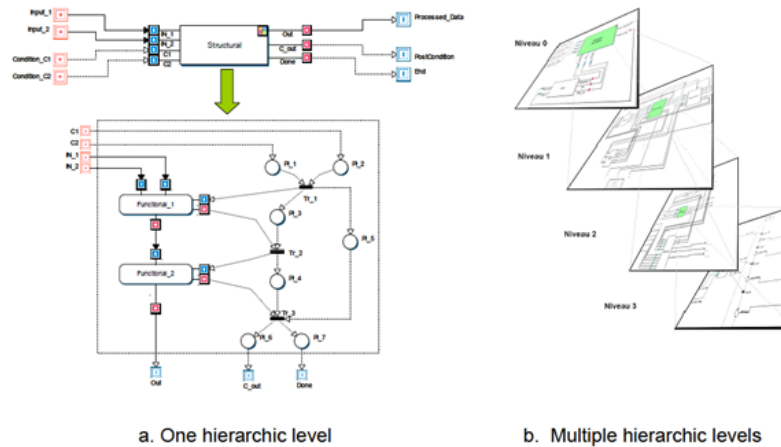 Input_1
Input_2
Condition_C1
Condition_C2
IN_1
IN_2
C1
C2
Structural
Out
C_out
Done
Processed_Data
PostCondition
End
C1
C2
IN_1
IN_2
Pl_1
Pl_2
Tr_1
Functional_1
Pl_3
Pl_5
Tr_2
Functional_2
Pl_4
Tr_3
Pl_6
Pl_7
Out
C_out
Done
a. One hierarchic level
Niveau 0
Niveau 1
Niveau 2
Niveau 3
b. Multiple hierarchic levels